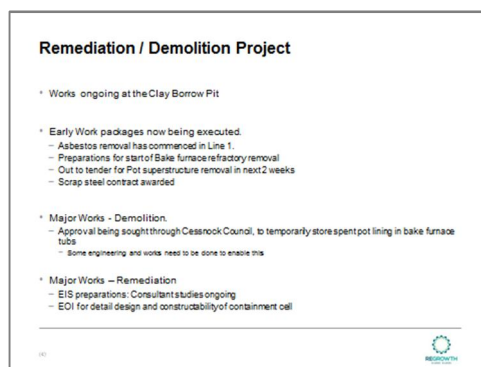 Remediation / Demolition Project
* Works ongoing at the Clay Borrow Pit
* Early Work packages now being executed.
– Asbestos removal has commenced in Line 1.
– Preparations for start of Bake furnace refractory removal
– Out to tender for Pot superstructure removal in next 2 weeks
– Scrap steel contract awarded
* Major Works - Demolition.
– Approval being sought through Cessnock Council, to temporarily store spent pot lining in bake furnace
tubs
– Some engineering and works need to be done to enable this
* Major Works – Remediation
– EIS preparations: Consultant studies ongoing
– EOI for detail design and constructability of containment cell
REGROWTH